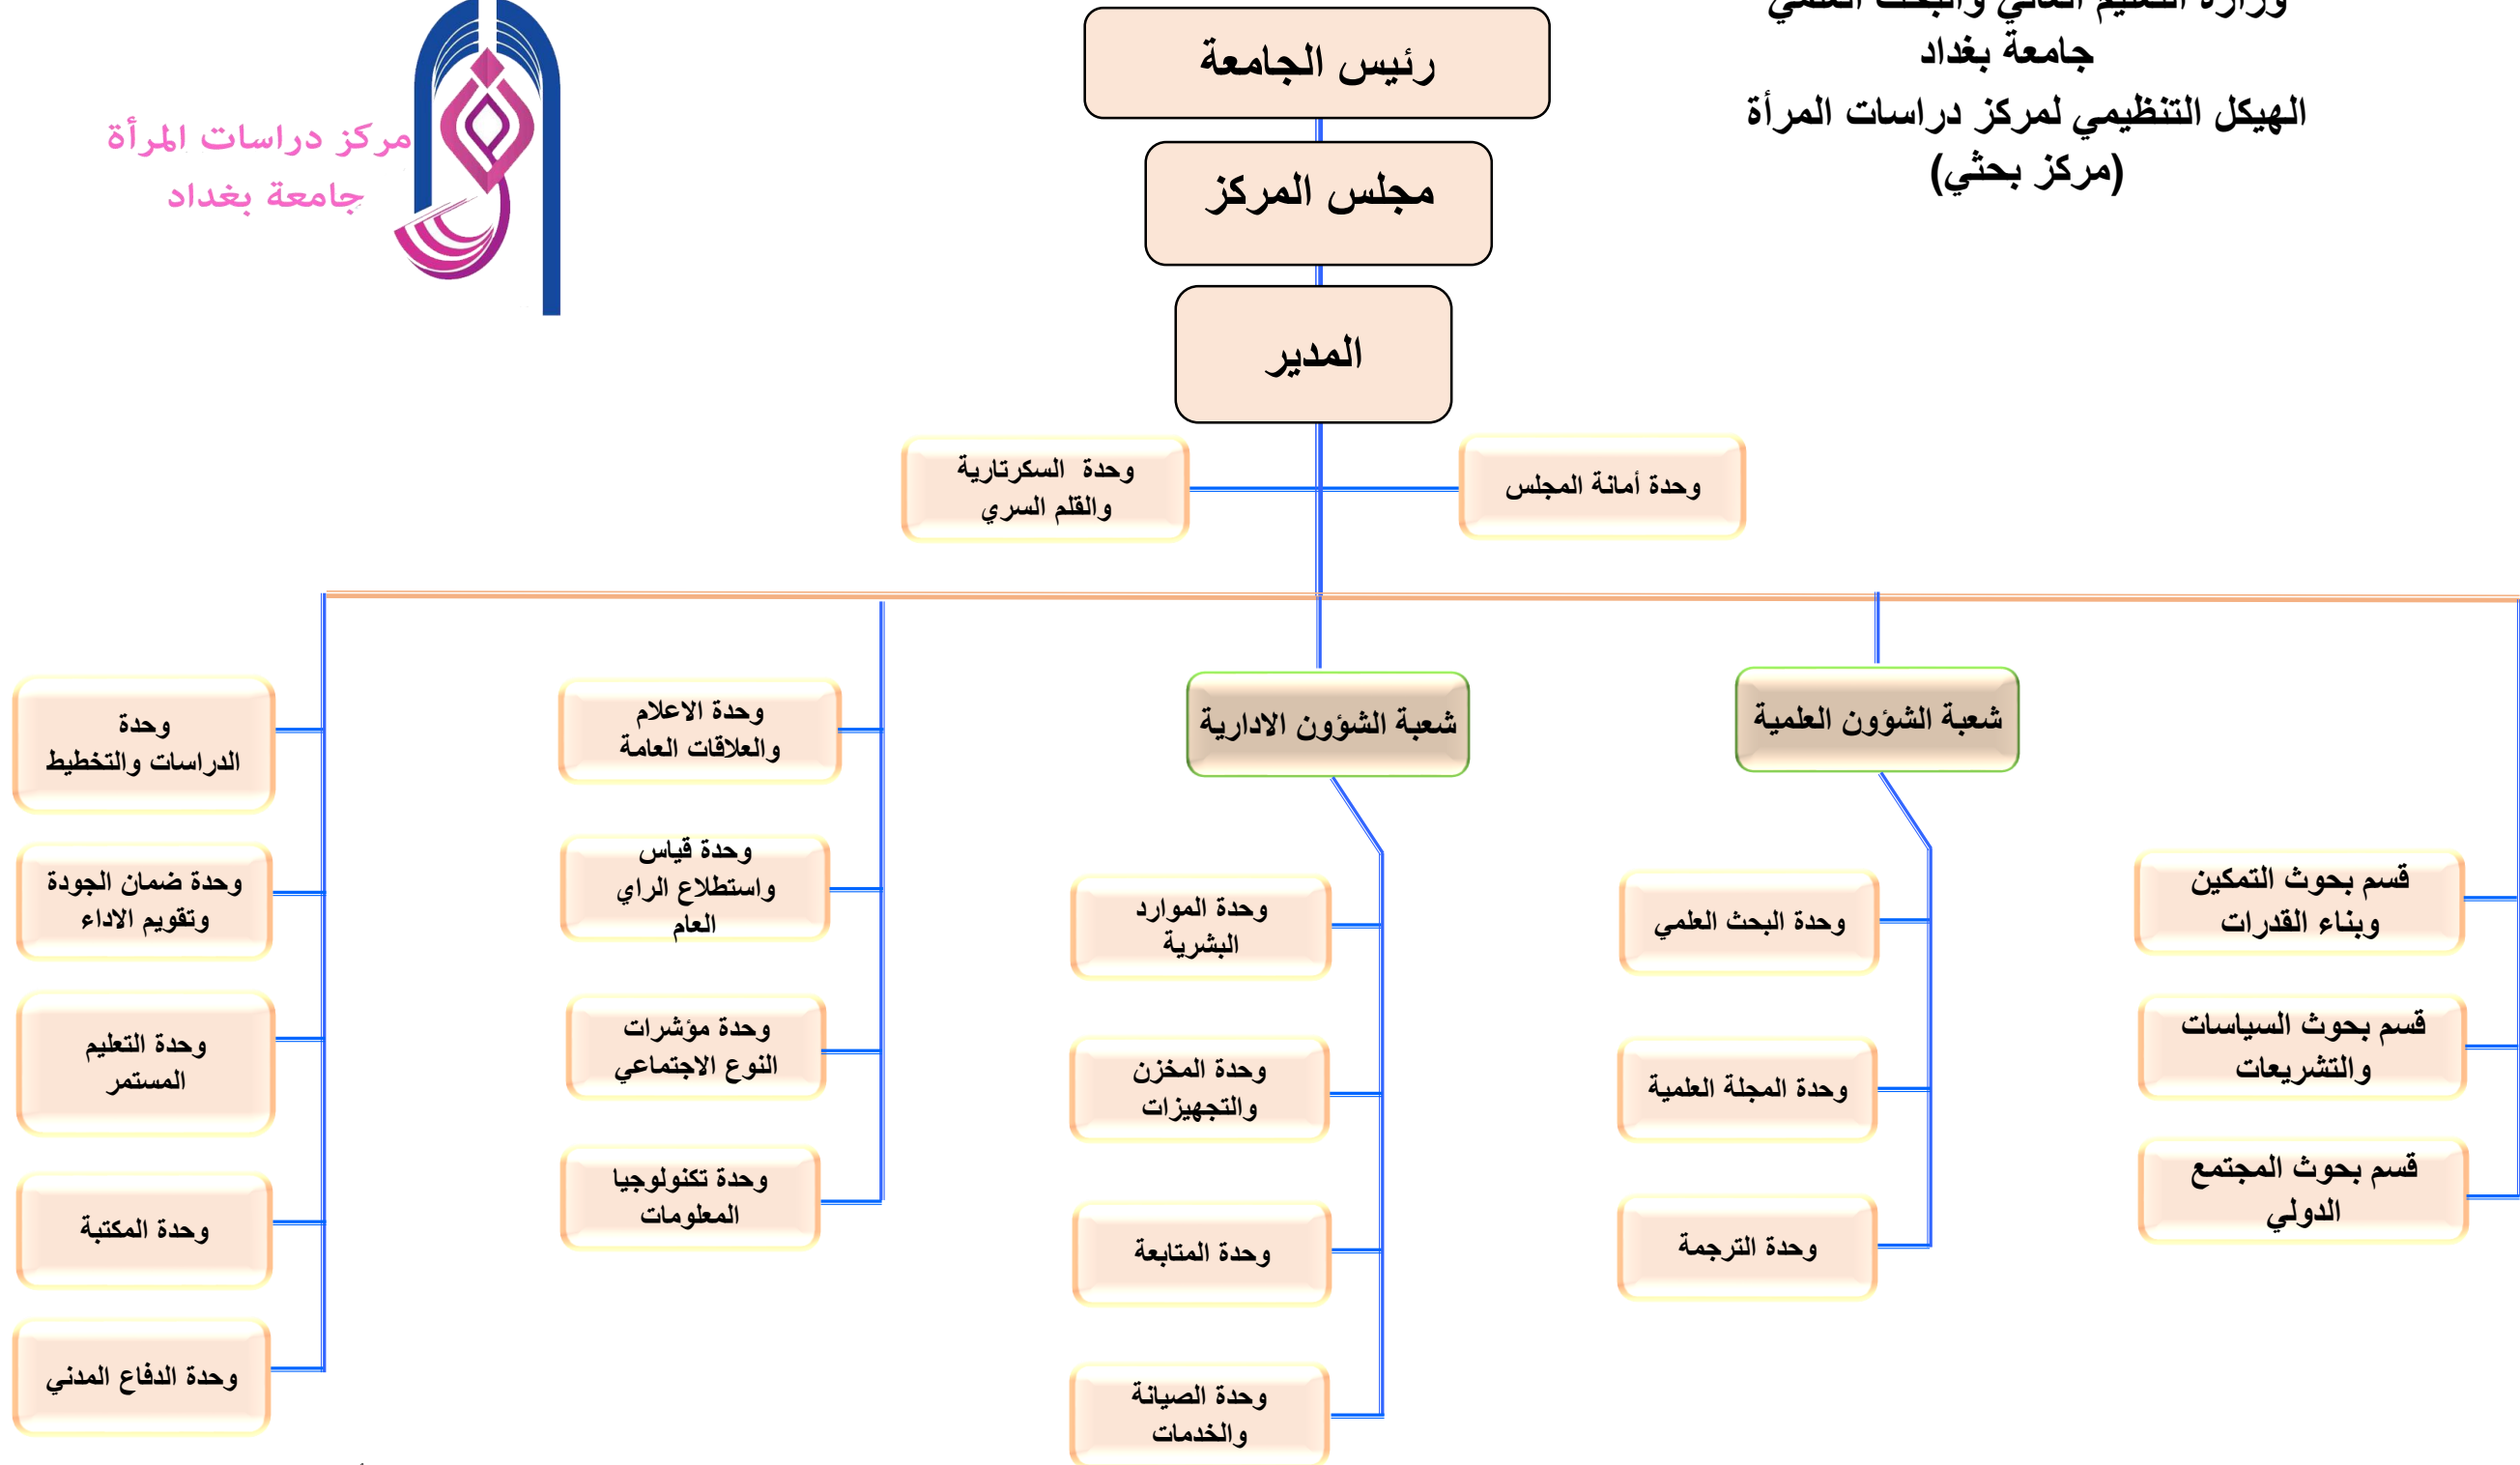 وزارة التعليم العالي والبحث العلمي
جامعة بغداد
الهيكل التنظيمي لمركز دراسات المرأة
(مركز بحثي)
مركز دراسات المرأة
جامعة بغداد
رئيس الجامعة
مجلس المركز
المدير
وحدة أمانة المجلس
وحدة السكرتارية
والقلم السري
شعبة الشؤون العلمية
شعبة الشؤون الادارية
قسم بحوث التمكين
وبناء القدرات
قسم بحوث السياسات
والتشريعات
قسم بحوث المجتمع
الدولي
وحدة البحث العلمي
وحدة المجلة العلمية
وحدة الترجمة
وحدة الموارد
البشرية
وحدة المخزن
والتجهيزات
وحدة المتابعة
وحدة الصيانة
والخدمات
وحدة الاعلام
والعلاقات العامة
وحدة قياس
واستطلاع الراي
العام
وحدة مؤشرات
النوع الاجتماعي
وحدة تكنولوجيا
المعلومات
وحدة
الدراسات والتخطيط
وحدة ضمان الجودة
وتقويم الاداء
وحدة التعليم
المستمر
وحدة المكتبة
وحدة الدفاع المدني